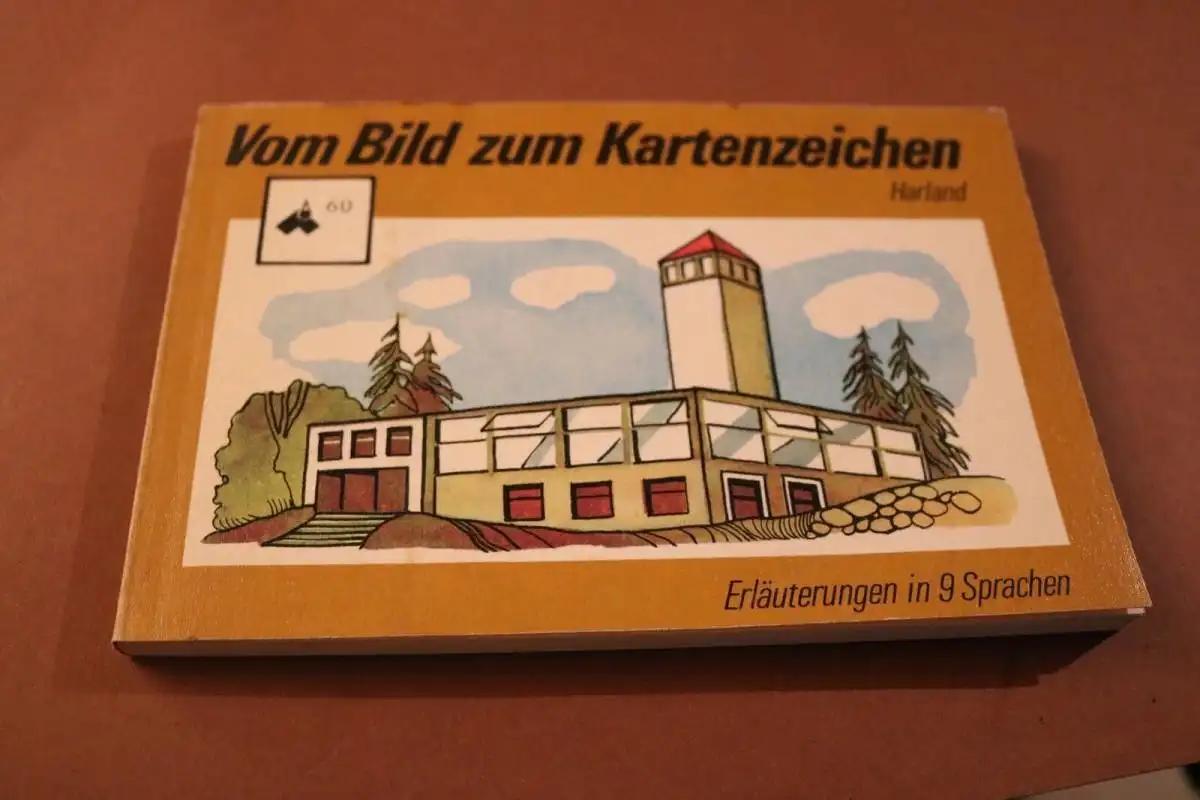 Vom Bild zum Kartenzeichen
Harland
60
Erläuterungen in 9 Sprachen